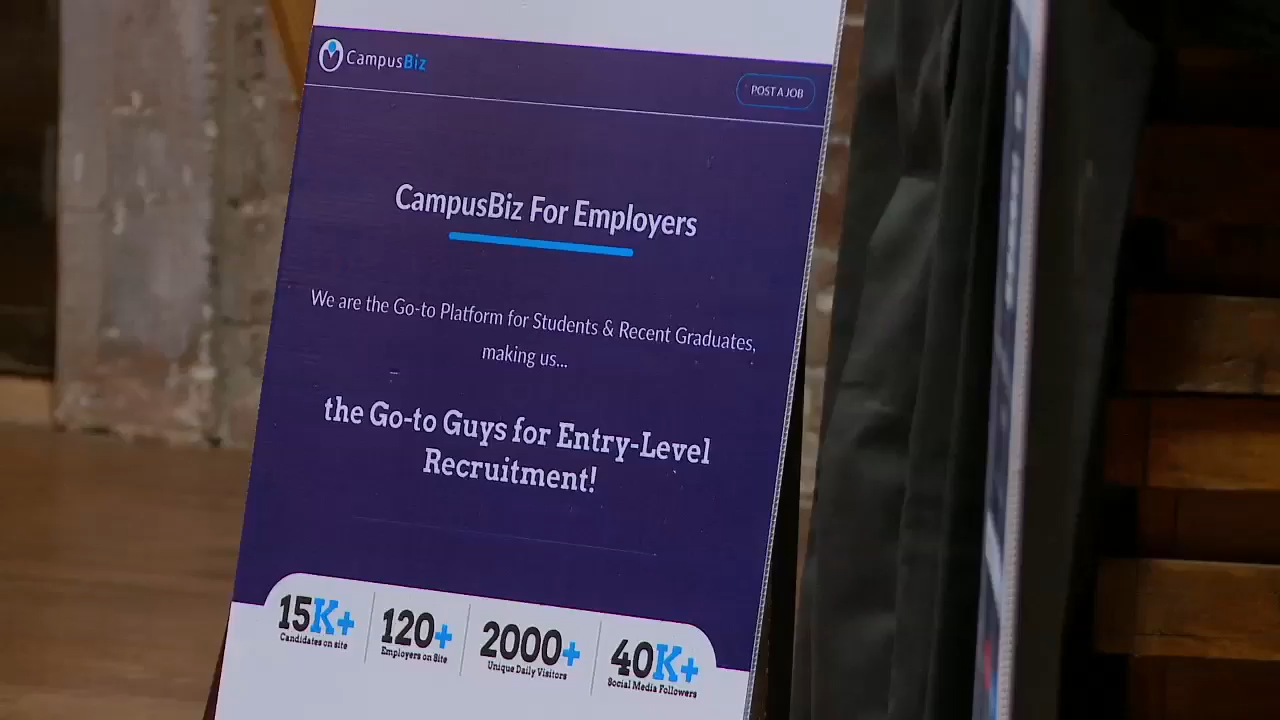 CampusBiz
POST A JOB
CampusBiz For Employers
We are the Go-to Platform for Students & Recent Graduates,
making us...
the Go-to Guys for Entry-Level
Recruitment!
15K+
Candidates on site
120+
Employers on Site
2000+
Unique Daily Visitors
40K+
Social Media Followers